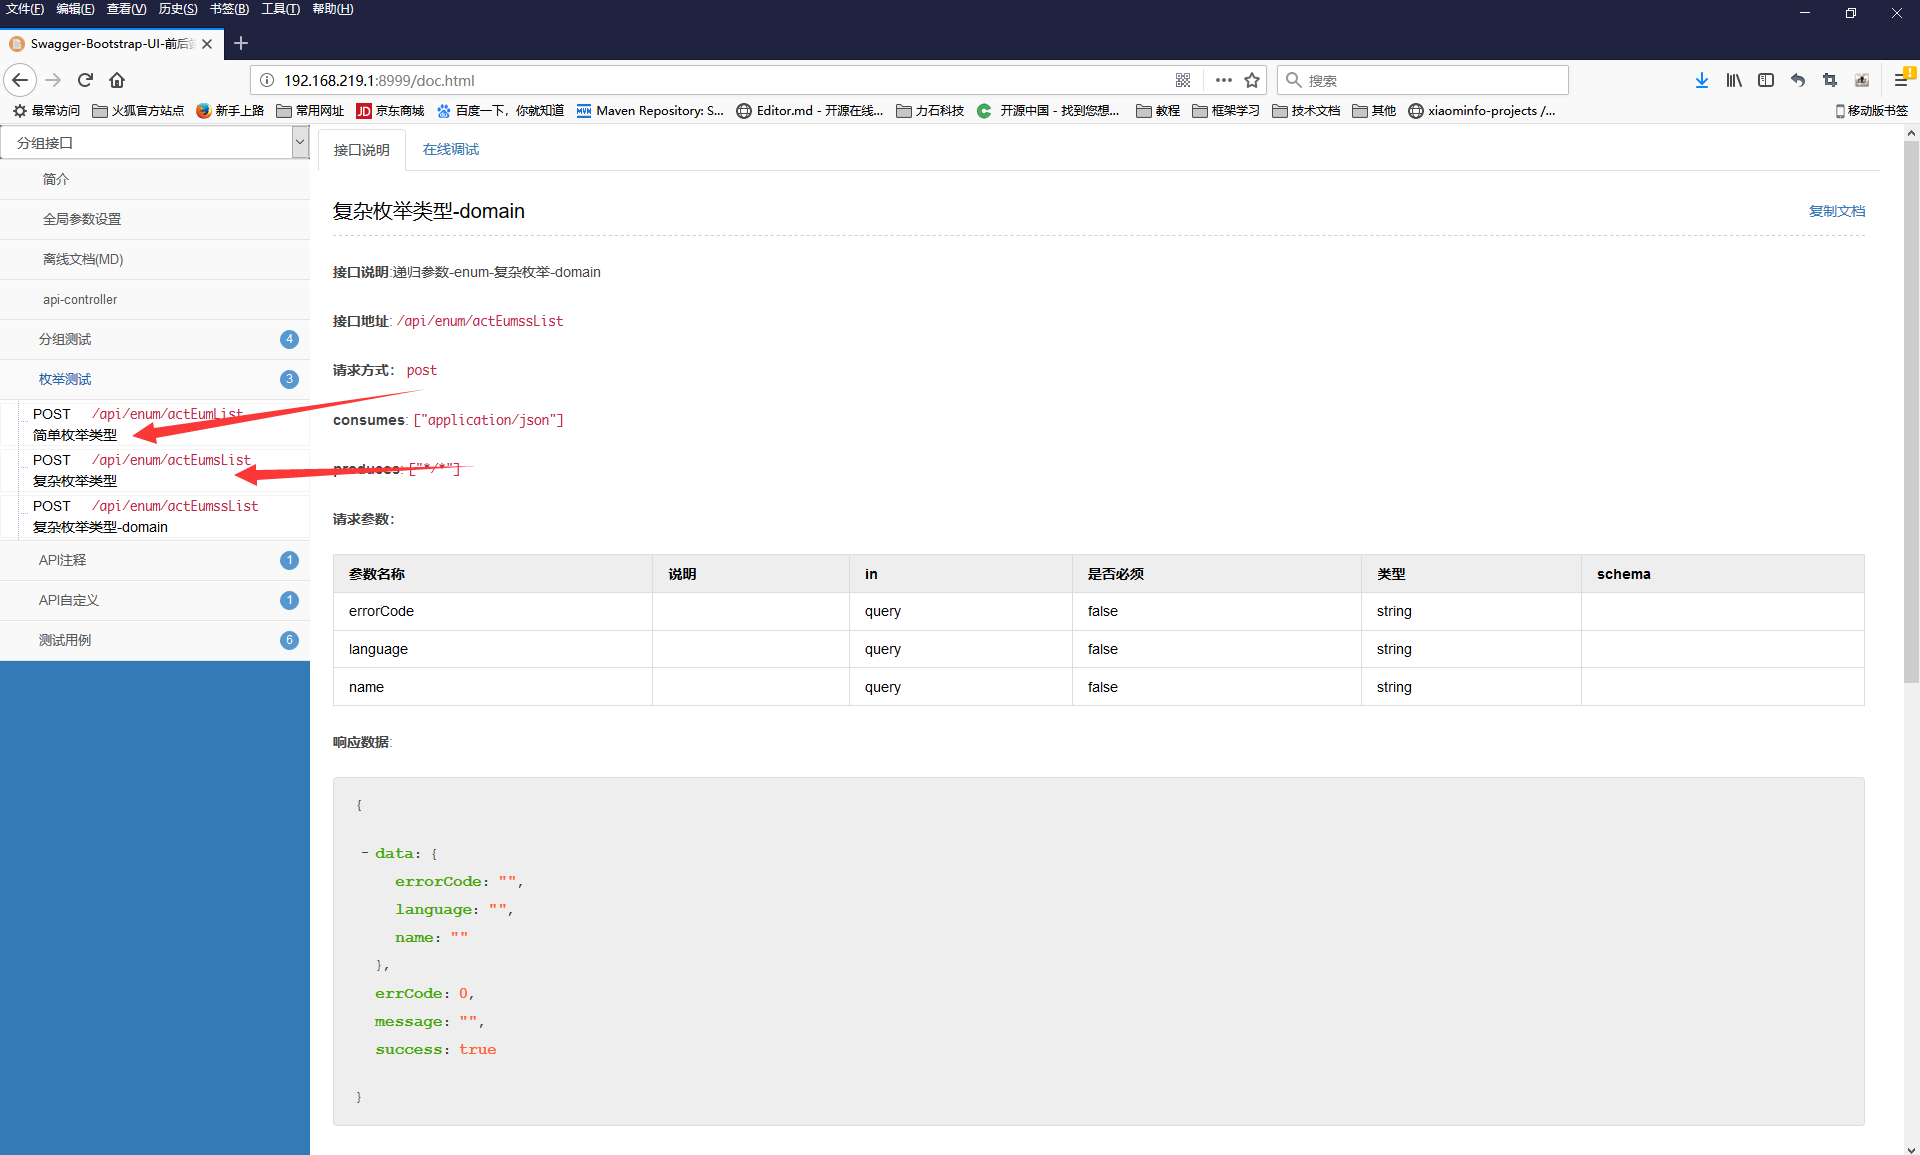 文件(F) 编辑(E) 查看(V) 历史(S) 书签(B) 工具(T) 帮助(H)
Swagger-Bootstrap-UI-前后
192.168.219.1:8999/doc.html
搜索
最常访问 火狐官方站点 新手上路 常用网址 JD 京东商城 百度一下，你就知道 MVN Maven Repository: S... Editor.md - 开源在线... 力石科技 开源中国 - 找到您想... 教程 框架学习 技术文档 其他 xiaominfo-projects /... 移动版书签
分组接口
简介
全局参数设置
离线文档(MD)
api-controller
分组测试 4
枚举测试 3
POST /api/enum/actEumList
简单枚举类型
POST /api/enum/actEumsList
复杂枚举类型
POST /api/enum/actEumssList
复杂枚举类型-domain
API注释 1
API自定义 1
测试用例 6
接口说明 在线调试
复杂枚举类型-domain 复制文档
接口说明:递归参数-enum-复杂枚举-domain
接口地址: /api/enum/actEumssList
请求方式： post
consumes: ["application/json"]
produces: ["*/*"]
请求参数：
参数名称 说明 in 是否必须 类型 schema
errorCode query false string
language query false string
name query false string
响应数据:
{
- data: {
errorCode: "",
language: "",
name: ""
},
errCode: 0,
message: "",
success: true
}